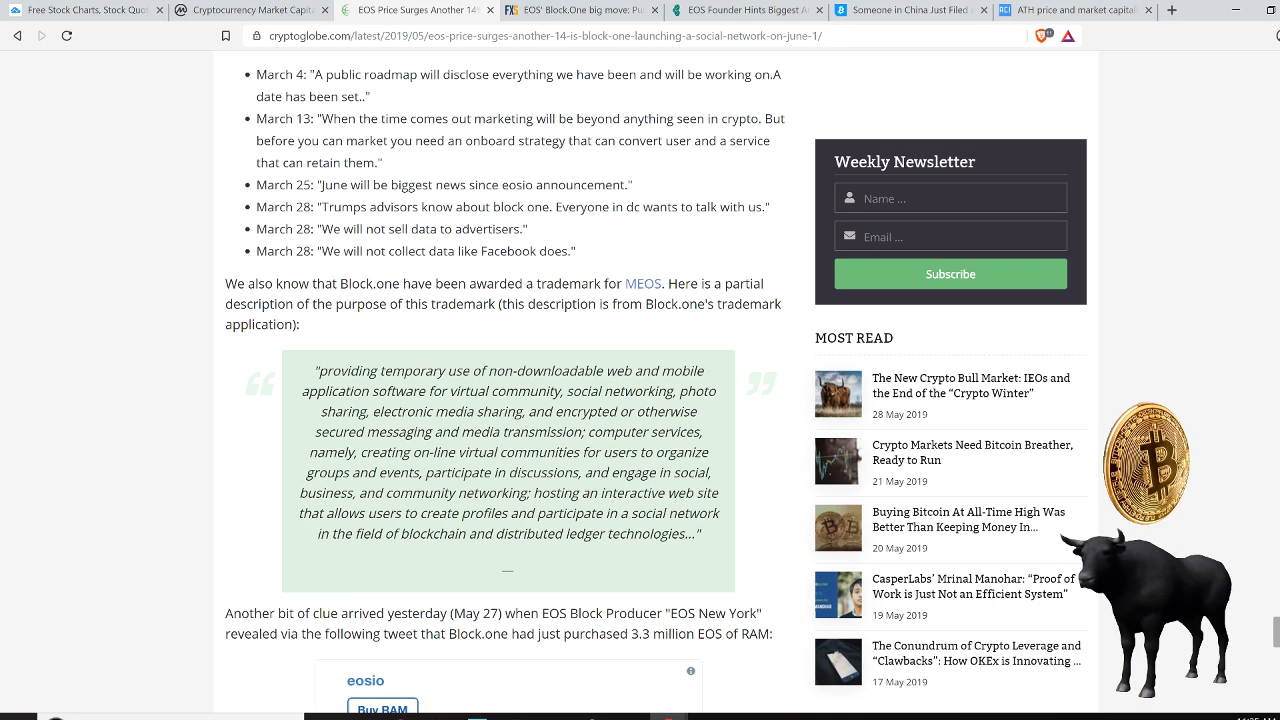 Free Stock Charts, Stock Quot
Cryptocurrency Market Capita
EOS Price Surges Another 14%
EOS' Block.One big move: Pur
EOS Founder Hints Biggest A
Someone in China Just Filed a
ATH price and market capitali
cryptoglobe.com/latest/2019/05/eos-price-surges-another-14-is-block-one-launching-a-social-network-on-june-1/
March 4: "A public roadmap will disclose everything we have been and will be working on.A
date has been set.."
March 13: "When the time comes out marketing will be beyond anything seen in crypto. But
before you can market you need an onboard strategy that can convert user and a service
that can retain them."
March 25: "June will be biggest news since eosio announcement."
March 28: "Trumps advisors know about block one. Everyone in dc wants to talk with us."
March 28: "We will not sell data to advertisers."
March 28: "We will not collect data like Facebook does."
We also know that Block.one have been awarded a trademark for MEOS. Here is a partial
description of the purpose of this trademark (this description is from Block.one's trademark
application):
"providing temporary use of non-downloadable web and mobile
application software for virtual community, social networking, photo
sharing, electronic media sharing, and encrypted or otherwise
secured messaging and media transmission; computer services,
namely, creating on-line virtual communities for users to organize
groups and events, participate in discussions, and engage in social,
business, and community networking; hosting an interactive web site
that allows users to create profiles and participate in a social network
in the field of blockchain and distributed ledger technologies..."
—
Another bit of clue arrived yesterday (May 27) when EOS Block Producer "EOS New York"
revealed via the following tweet that Block.one had just purchased 3.3 million EOS of RAM:
eosio
Buy RAM
Weekly Newsletter
Name ...
Email ...
Subscribe
MOST READ
The New Crypto Bull Market: IEOs and
the End of the “Crypto Winter”
28 May 2019
Crypto Markets Need Bitcoin Breather,
Ready to Run
21 May 2019
Buying Bitcoin At All-Time High Was
Better Than Keeping Money In...
20 May 2019
CasperLabs’ Mrinal Manohar: “Proof of
Work is Just Not an Efficient System”
19 May 2019
The Conundrum of Crypto Leverage and
“Clawbacks”: How OKEx is Innovating ...
17 May 2019